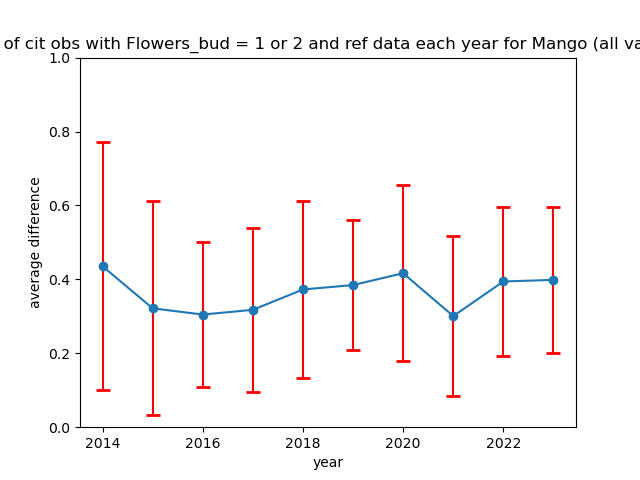 of cit obs with Flowers_bud = 1 or 2 and ref data each year for Mango (all va
1.0
0.8
0.6
0.4
0.2
0.0
average difference
2014 2016 2018 2020 2022
year